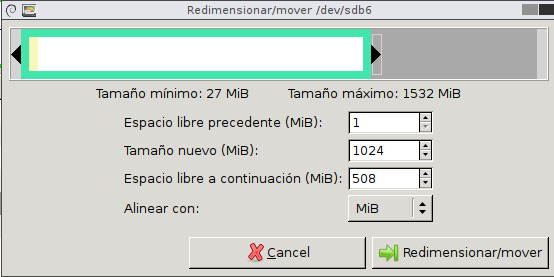 Redimensionar/mover /dev/sdb6
Tamaño mínimo: 27 MiB Tamaño máximo: 1532 MiB
Espacio libre precedente (MiB): 1
Tamaño nuevo (MiB): 1024
Espacio libre a continuación (MiB): 508
Alinear con: MiB
Cancel Redimensionar/mover